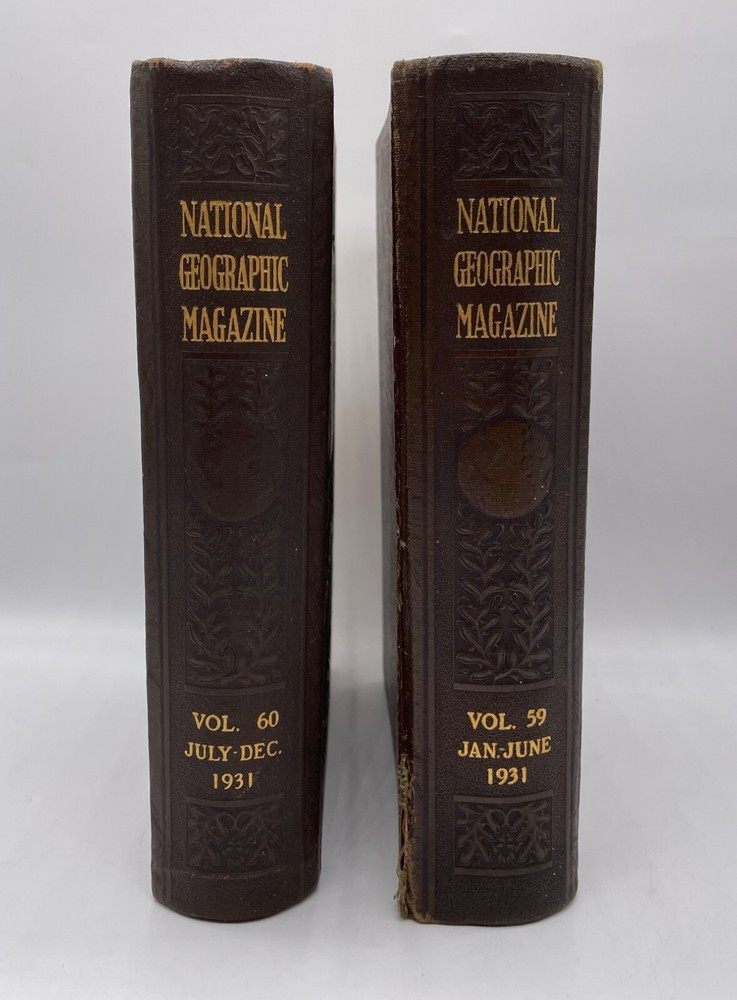 NATIONAL
GEOGRAPHIC
MAGAZINE
VOL. 60
JULY-DEC.
1931
NATIONAL
GEOGRAPHIC
MAGAZINE
VOL. 59
JAN.-JUNE
1931